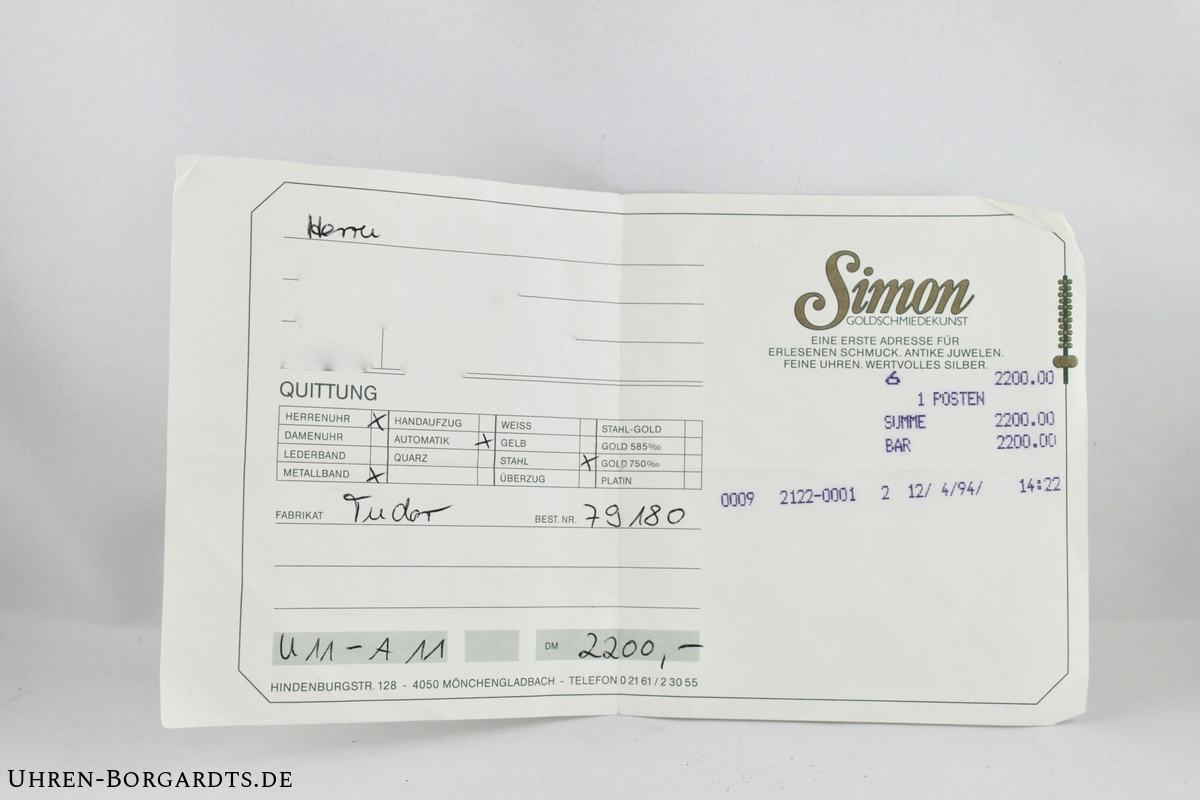 Herrn
QUITTUNG
HERRENUHR X HANDAUFZUG WEISS STAHL-GOLD
DAMENUHR AUTOMATIK X GELB GOLD 585‰
LEDERBAND QUARZ STAHL X GOLD 750‰
METALLBAND X ÜBERZUG PLATIN
FABRIKAT Tudor BEST. NR. 79180
U 11 - A 11 DM 2200,-
HINDENBURGSTR. 128 - 4050 MÖNCHENGLADBACH - TELEFON 0 21 61 / 2 30 55
Simon
GOLDSCHMIEDEKUNST
EINE ERSTE ADRESSE FÜR
ERLESENEN SCHMUCK. ANTIKE JUWELEN.
FEINE UHREN. WERTVOLLES SILBER.
6 2200.00
1 POSTEN
SUMME 2200.00
BAR 2200.00
0009 2122-0001 2 12/ 4/94/ 14:22
UHREN-BORGARDTS.DE